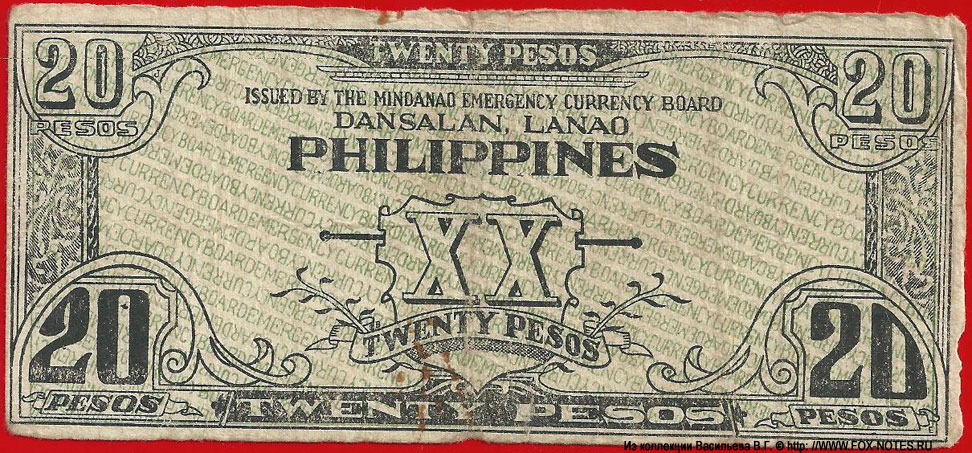 20 TWENTY PESOS 20
PESOS PESOS
ISSUED BY THE MINDANAO EMERGENCY CURRENCY BOARD
DANSALAN, LANAO
PHILIPPINES
XX
TWENTY PESOS
20 20
PESOS TWENTY PESOS PESOS
Из коллекции Васильева В.Г. © http: //WWW.FOX-NOTES.RU